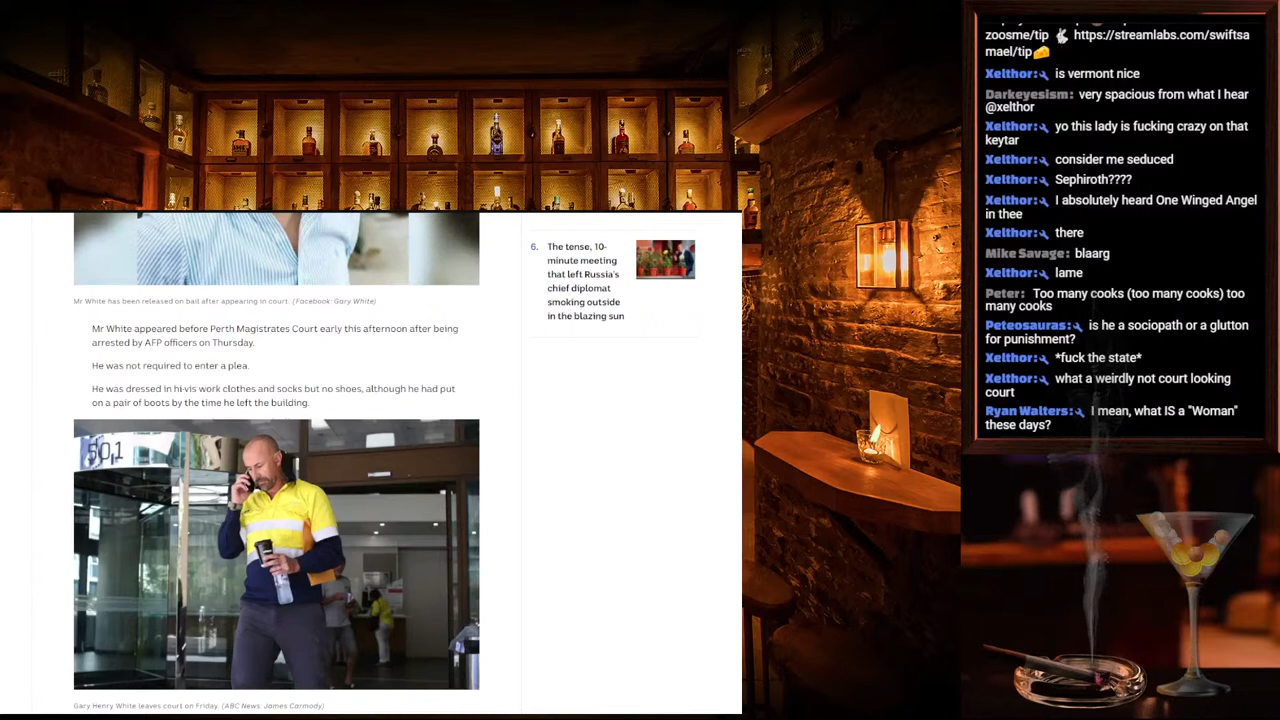 Mr White has been released on bail after appearing in court. (Facebook: Gary White)
Mr White appeared before Perth Magistrates Court early this afternoon after being
arrested by AFP officers on Thursday.
He was not required to enter a plea.
He was dressed in hi-vis work clothes and socks but no shoes, although he had put
on a pair of boots by the time he left the building.
501
Gary Henry White leaves court on Friday. (ABC News: James Carmody).
6. The tense, 10-
minute meeting
that left Russia's
chief diplomat
smoking outside
in the blazing sun
zoosme/tip 🐇 https://streamlabs.com/swiftsa
mael/tip🧀
Xelthor: is vermont nice
Darkeyesism: very spacious from what I hear
@xelthor
Xelthor: yo this lady is fucking crazy on that
keytar
Xelthor: consider me seduced
Xelthor: Sephiroth????
Xelthor: I absolutely heard One Winged Angel
in thee
Xelthor: there
Mike Savage: blaarg
Xelthor: lame
Peter: Too many cooks (too many cooks) too
many cooks
Peteosauras: is he a sociopath or a glutton
for punishment?
Xelthor: *fuck the state*
Xelthor: what a weirdly not court looking
court
Ryan Walters: I mean, what IS a "Woman"
these days?